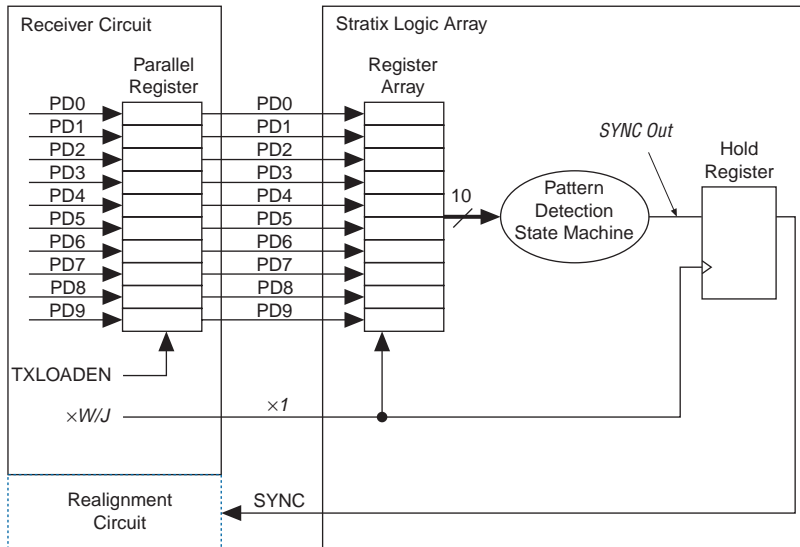 Receiver Circuit
Stratix Logic Array
Parallel
Register
Register
Array
PD0
PD1
PD2
PD3
PD4
PD5
PD6
PD7
PD8
PD9
PD0
PD1
PD2
PD3
PD4
PD5
PD6
PD7
PD8
PD9
10
Pattern
Detection
State Machine
SYNC Out
Hold
Register
TXLOADEN
×W/J
×1
Realignment
Circuit
SYNC